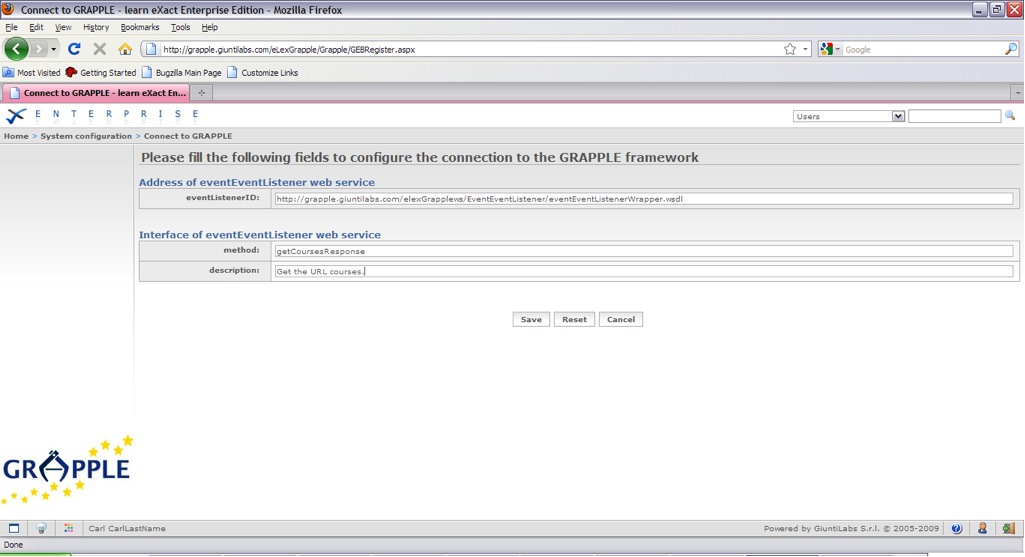 Connect to GRAPPLE - learn eXact Enterprise Edition - Mozilla Firefox
File Edit View History Bookmarks Tools Help
http://grapple.giuntilabs.com/eLexGrapple/Grapple/GEBRegister.aspx
Google
Most Visited Getting Started Bugzilla Main Page Customize Links
Connect to GRAPPLE - learn eXact En...
ENTERPRISE
Users
Home > System configuration > Connect to GRAPPLE
Please fill the following fields to configure the connection to the GRAPPLE framework
Address of eventEventListener web service
eventListenerID: http://grapple.giuntilabs.com/elexGrapplews/EventEventListener/eventEventListenerWrapper.wsdl
Interface of eventEventListener web service
method: getCoursesResponse
description: Get the URL courses.
Save Reset Cancel
GRAPPLE
Carl CarlLastName
Powered by GiuntiLabs S.r.l. © 2005-2009
Done